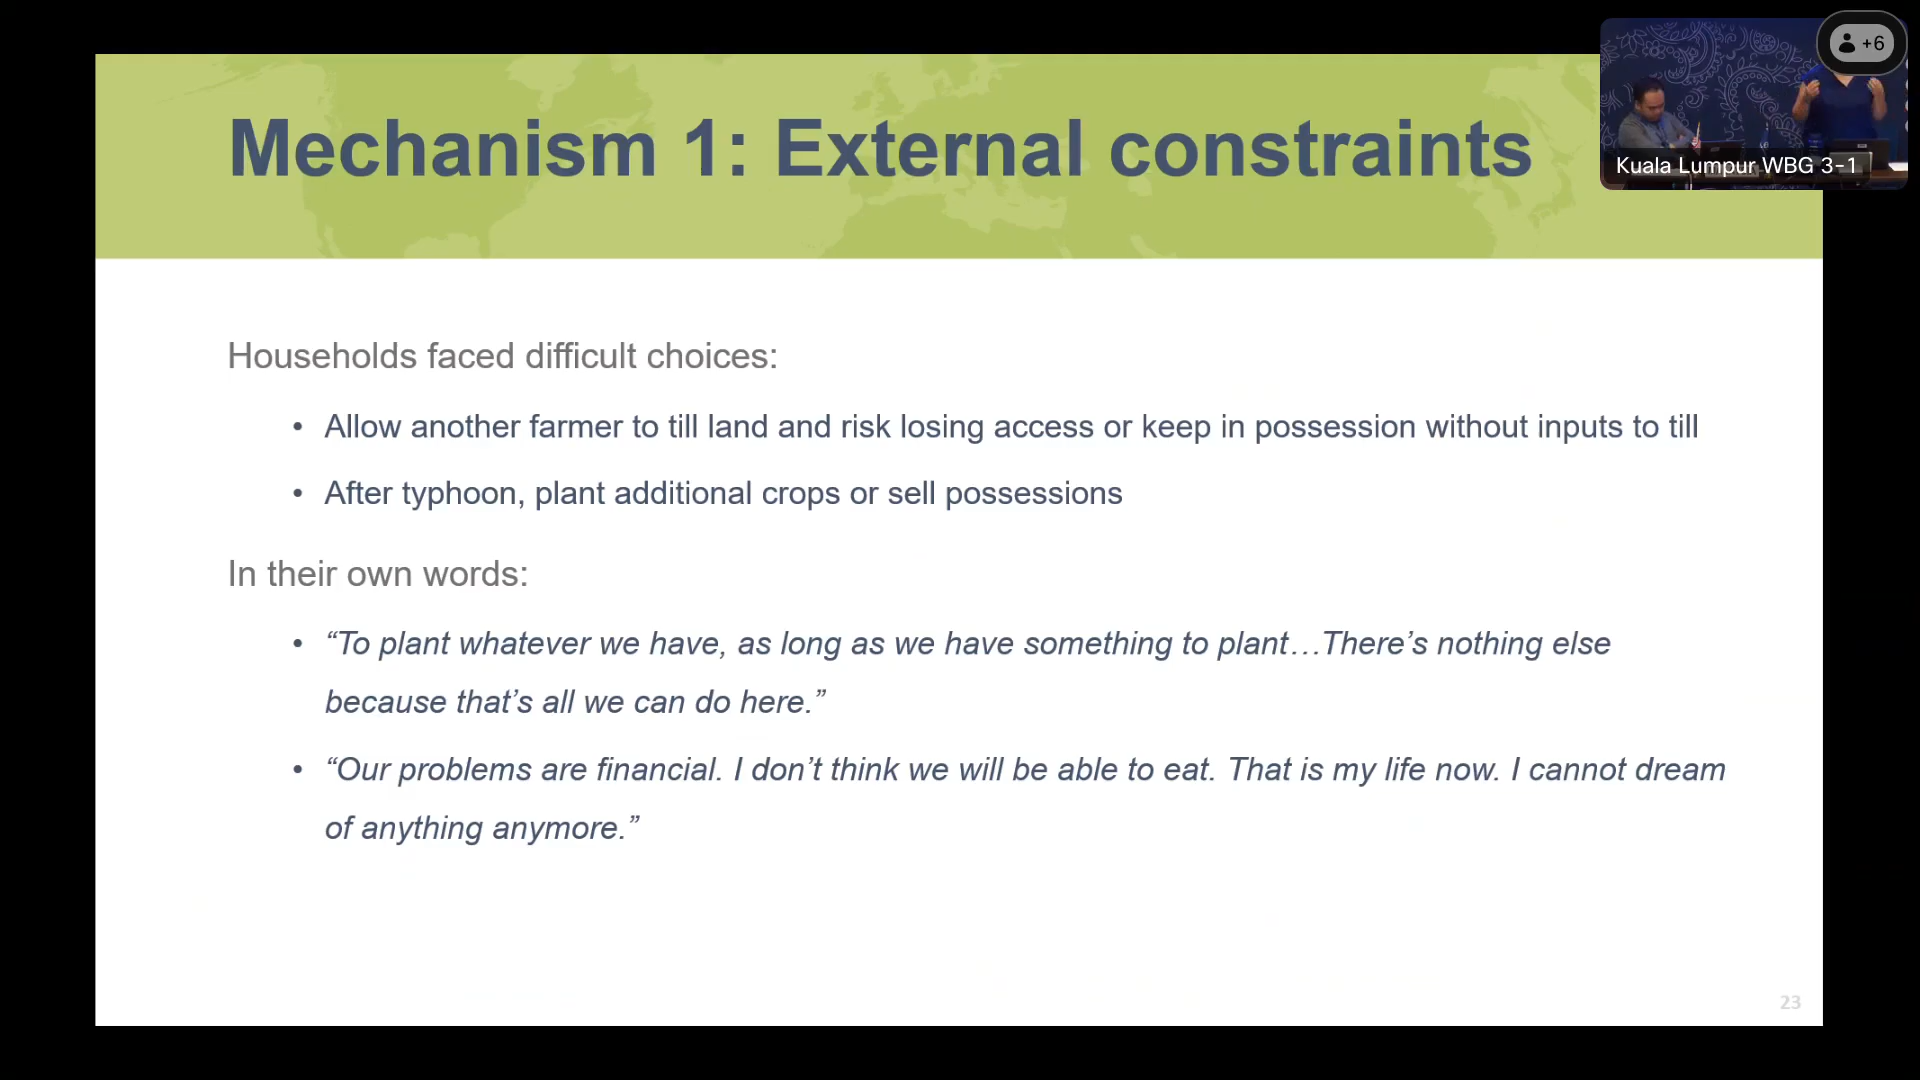 +6
Kuala Lumpur WBG 3-1
Mechanism 1: External constraints
Households faced difficult choices:
• Allow another farmer to till land and risk losing access or keep in possession without inputs to till
• After typhoon, plant additional crops or sell possessions
In their own words:
• “To plant whatever we have, as long as we have something to plant…There’s nothing else
because that’s all we can do here.”
• “Our problems are financial. I don’t think we will be able to eat. That is my life now. I cannot dream
of anything anymore.”
23